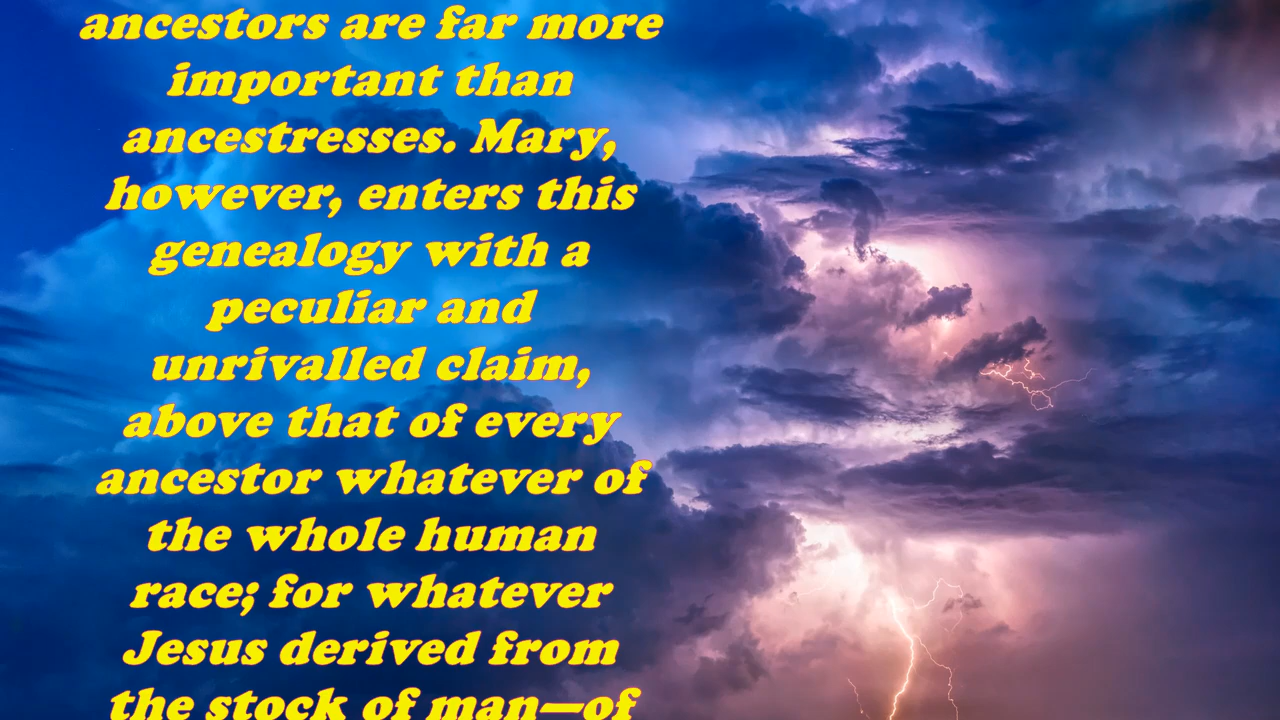 ancestors are far more
important than
ancestresses. Mary,
however, enters this
genealogy with a
peculiar and
unrivalled claim,
above that of every
ancestor whatever of
the whole human
race; for whatever
Jesus derived from
the stock of man—of